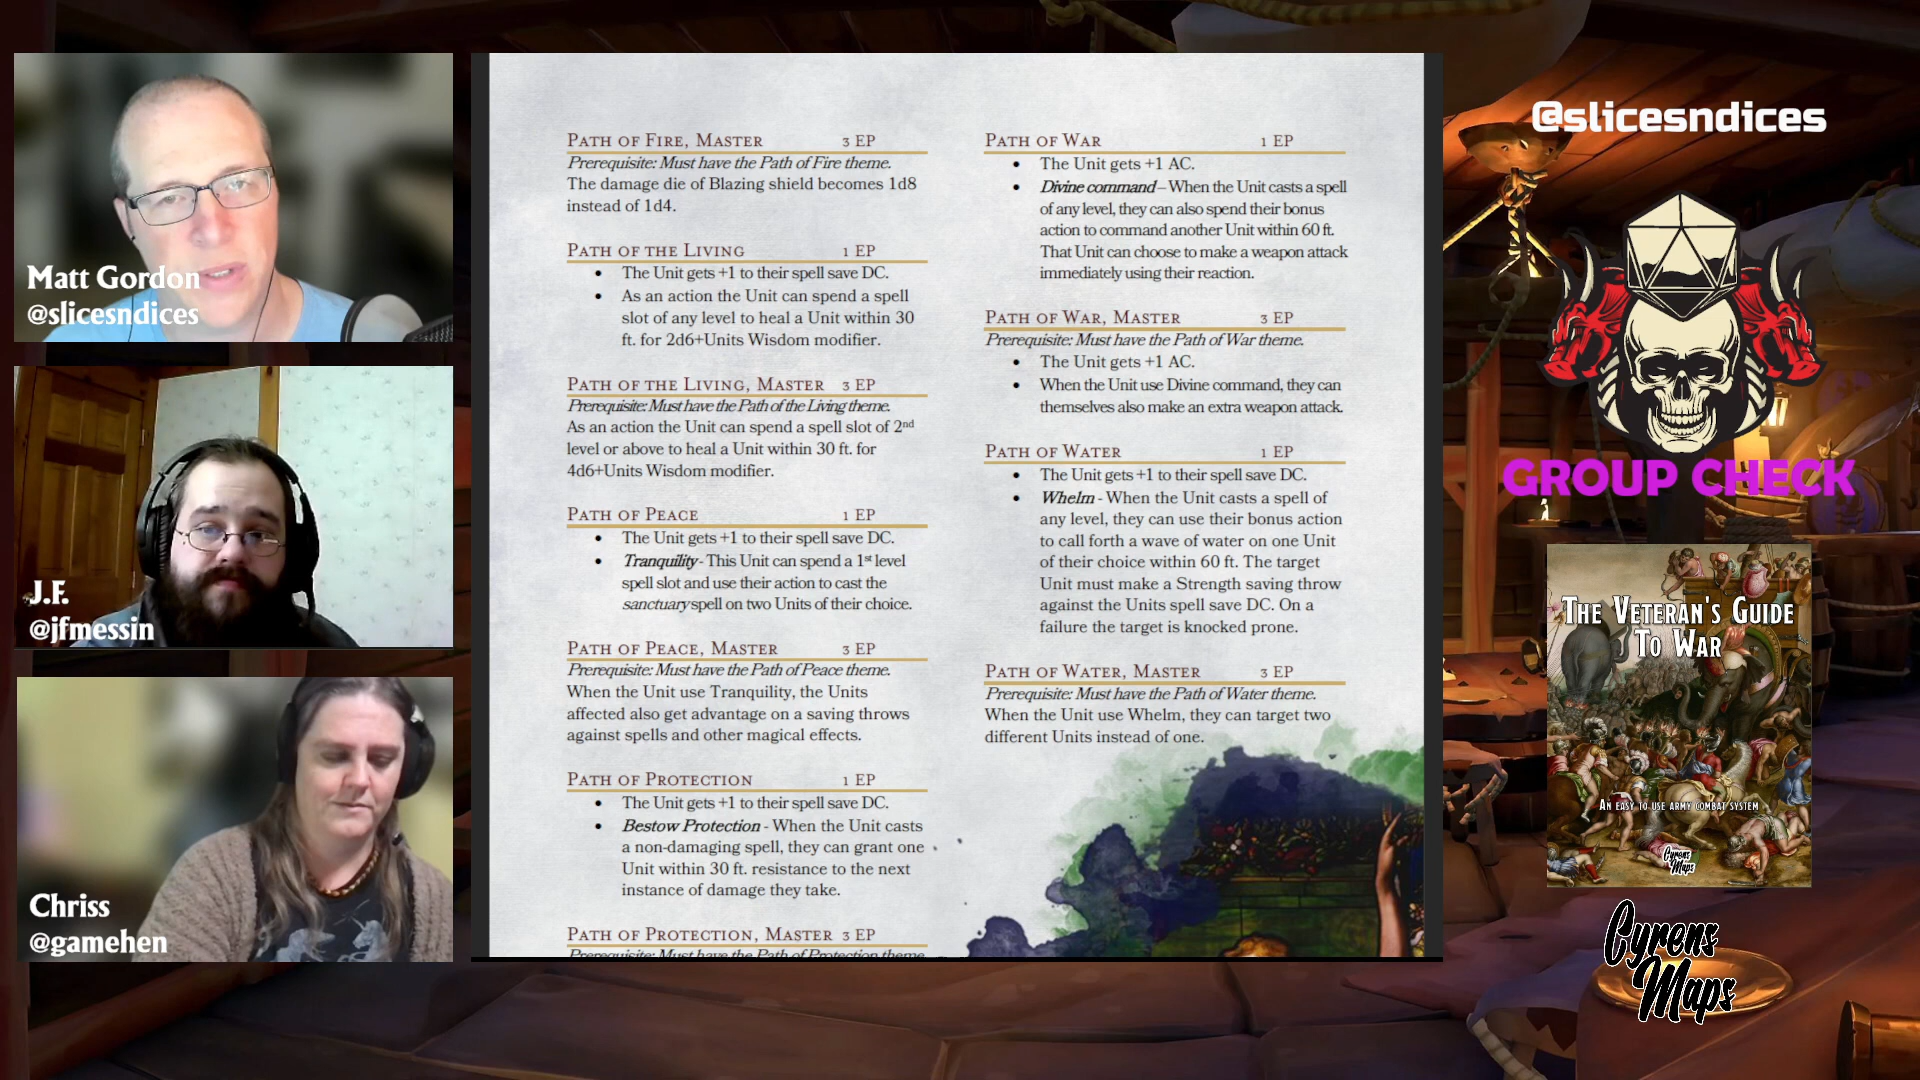 Matt Gordon
@slicesndices
J.F.
@jfmessin
Chriss
@gamehen
PATH OF FIRE, MASTER 3 EP
Prerequisite: Must have the Path of Fire theme.
The damage die of Blazing shield becomes 1d8
instead of 1d4.
PATH OF THE LIVING 1 EP
• The Unit gets +1 to their spell save DC.
• As an action the Unit can spend a spell
slot of any level to heal a Unit within 30
ft. for 2d6+Units Wisdom modifier.
PATH OF THE LIVING, MASTER 3 EP
Prerequisite: Must have the Path of the Living theme.
As an action the Unit can spend a spell slot of 2nd
level or above to heal a Unit within 30 ft. for
4d6+Units Wisdom modifier.
PATH OF PEACE 1 EP
• The Unit gets +1 to their spell save DC.
• Tranquility - This Unit can spend a 1st level
spell slot and use their action to cast the
sanctuary spell on two Units of their choice.
PATH OF PEACE, MASTER 3 EP
Prerequisite: Must have the Path of Peace theme.
When the Unit use Tranquility, the Units
affected also get advantage on a saving throws
against spells and other magical effects.
PATH OF PROTECTION 1 EP
• The Unit gets +1 to their spell save DC.
• Bestow Protection - When the Unit casts
a non-damaging spell, they can grant one
Unit within 30 ft. resistance to the next
instance of damage they take.
PATH OF PROTECTION, MASTER 3 EP
Prerequisite: Must have the Path of Protection theme.
PATH OF WAR 1 EP
• The Unit gets +1 AC.
• Divine command – When the Unit casts a spell
of any level, they can also spend their bonus
action to command another Unit within 60 ft.
That Unit can choose to make a weapon attack
immediately using their reaction.
PATH OF WAR, MASTER 3 EP
Prerequisite: Must have the Path of War theme.
• The Unit gets +1 AC.
• When the Unit use Divine command, they can
themselves also make an extra weapon attack.
PATH OF WATER 1 EP
• The Unit gets +1 to their spell save DC.
• Whelm - When the Unit casts a spell of
any level, they can use their bonus action
to call forth a wave of water on one Unit
of their choice within 60 ft. The target
Unit must make a Strength saving throw
against the Units spell save DC. On a
failure the target is knocked prone.
PATH OF WATER, MASTER 3 EP
Prerequisite: Must have the Path of Water theme.
When the Unit use Whelm, they can target two
different Units instead of one.
@slicesndices
GROUP CHECK
THE VETERAN'S GUIDE
TO WAR
AN EASY TO USE ARMY COMBAT SYSTEM
Cyrens
Maps
Cyrens
Maps